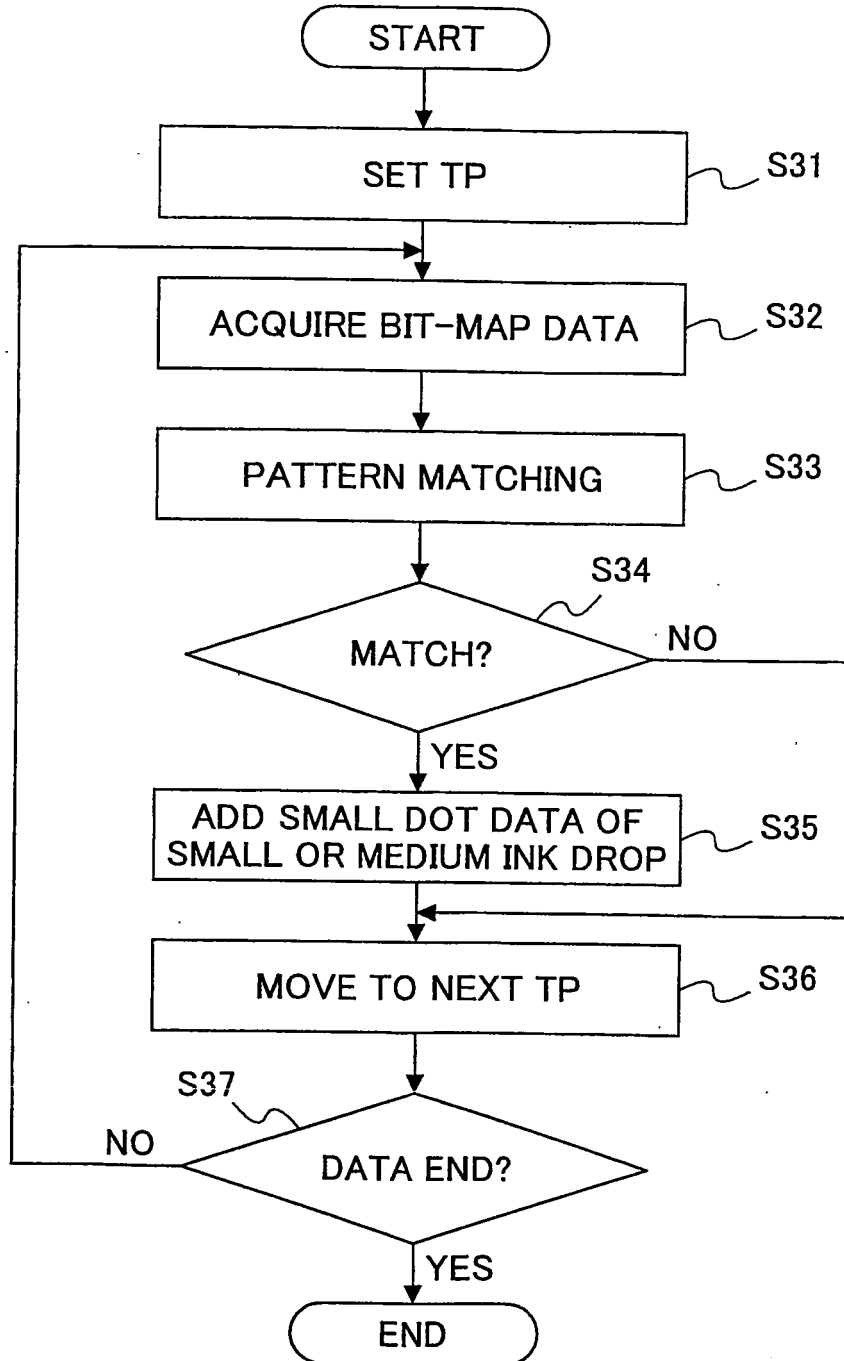 START
SET TP
S31
ACQUIRE BIT-MAP DATA
S32
PATTERN MATCHING
S33
S34
MATCH?
NO
YES
ADD SMALL DOT DATA OF
SMALL OR MEDIUM INK DROP
S35
MOVE TO NEXT TP
S36
S37
NO
DATA END?
YES
END